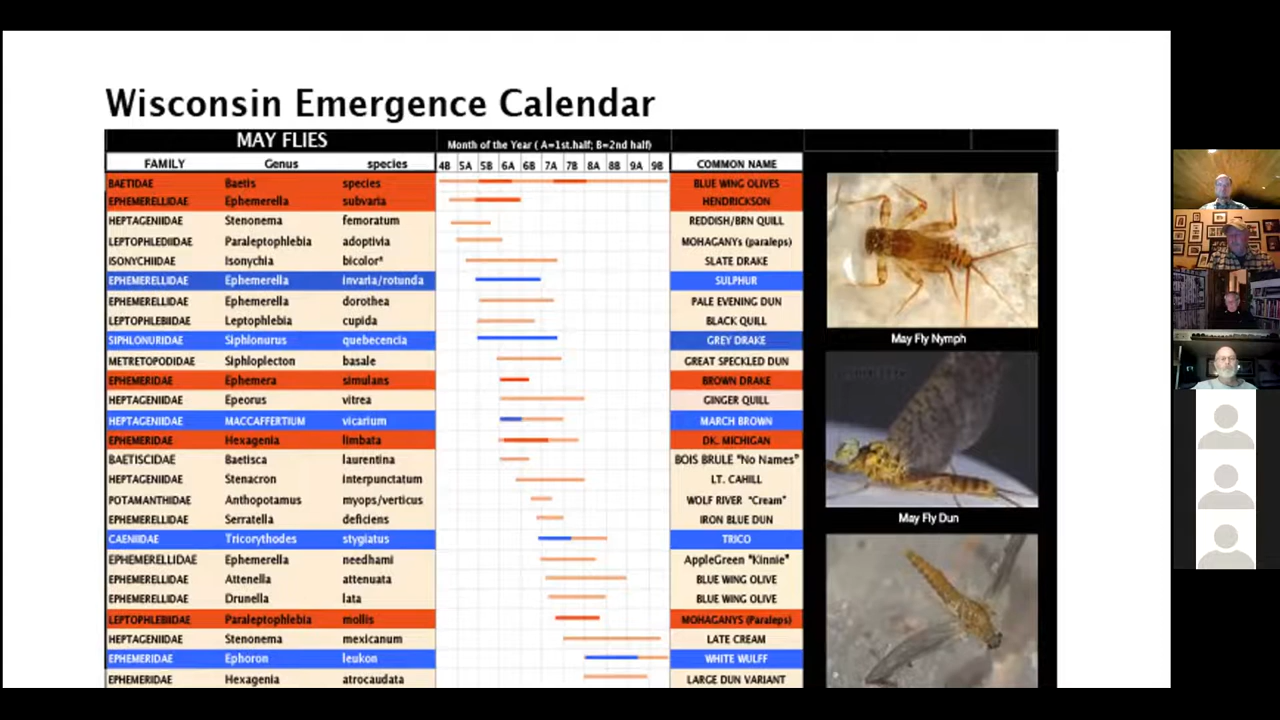 Wisconsin Emergence Calendar
MAY FLIES Month of the Year ( A=1st.half; B=2nd half)
FAMILY Genus species 4B 5A 5B 6A 6B 7A 7B 8A 8B 9A 9B COMMON NAME
BAETIDAE Baetis species BLUE WING OLIVES
EPHEMERELLIDAE Ephemerella subvaria HENDRICKSON
HEPTAGENIIDAE Stenonema femoratum REDDISH/BRN QUILL
LEPTOPHLEDIIDAE Paraleptophlebia adoptivia MOHAGANYs (paraleps)
ISONYCHIIDAE Isonychia bicolor* SLATE DRAKE
EPHEMERELLIDAE Ephemerella invaria/rotunda SULPHUR
EPHEMERELLIDAE Ephemerella dorothea PALE EVENING DUN
LEPTOPHLEBIIDAE Leptophlebia cupida BLACK QUILL
SIPHLONURIDAE Siphlonurus quebecencia GREY DRAKE
METRETOPODIDAE Siphloplecton basale GREAT SPECKLED DUN
EPHEMERIDAE Ephemera simulans BROWN DRAKE
HEPTAGENIIDAE Epeorus vitrea GINGER QUILL
HEPTAGENIIDAE MACCAFFERTIUM vicarium MARCH BROWN
EPHEMERIDAE Hexagenia limbata DK. MICHIGAN
BAETISCIDAE Baetisca laurentina BOIS BRULE "No Names"
HEPTAGENIIDAE Stenacron interpunctatum LT. CAHILL
POTAMANTHIDAE Anthopotamus myops/verticus WOLF RIVER "Cream"
EPHEMERELLIDAE Serratella deficiens IRON BLUE DUN
CAENIIDAE Tricorythodes stygiatus TRICO
EPHEMERELLIDAE Ephemerella needhami AppleGreen "Kinnie"
EPHEMERELLIDAE Attenella attenuata BLUE WING OLIVE
EPHEMERELLIDAE Drunella lata BLUE WING OLIVE
LEPTOPHLEBIIDAE Paraleptophlebia mollis MOHAGANYS (Paraleps)
HEPTAGENIIDAE Stenonema mexicanum LATE CREAM
EPHEMERIDAE Ephoron leukon WHITE WULFF
EPHEMERIDAE Hexagenia atrocaudata LARGE DUN VARIANT
May Fly Nymph
May Fly Dun